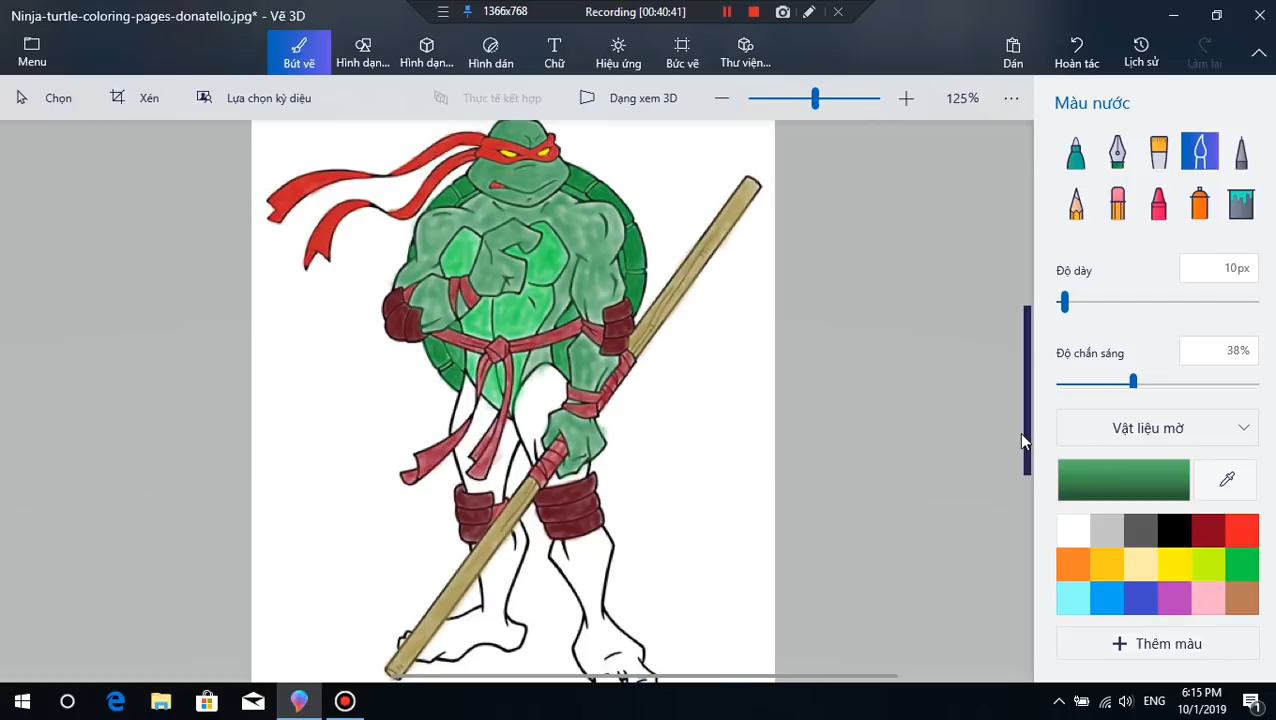 Ninja-turtle-coloring-pages-donatello.jpg* - Vẽ 3D
1366x768
Recording [00:40:41]
Menu
Bút vẽ
Hình dạn...
Hình dạn...
Hình dán
Chữ
Hiệu ứng
Bức vẽ
Thư viện...
Dán
Hoàn tác
Lịch sử
Làm lại
Chọn
Xén
Lựa chọn kỳ diệu
Thực tế kết hợp
Dạng xem 3D
125%
Màu nước
Độ dày
10px
Độ chắn sáng
38%
Vật liệu mờ
Thêm màu
ENG
6:15 PM
10/1/2019
1